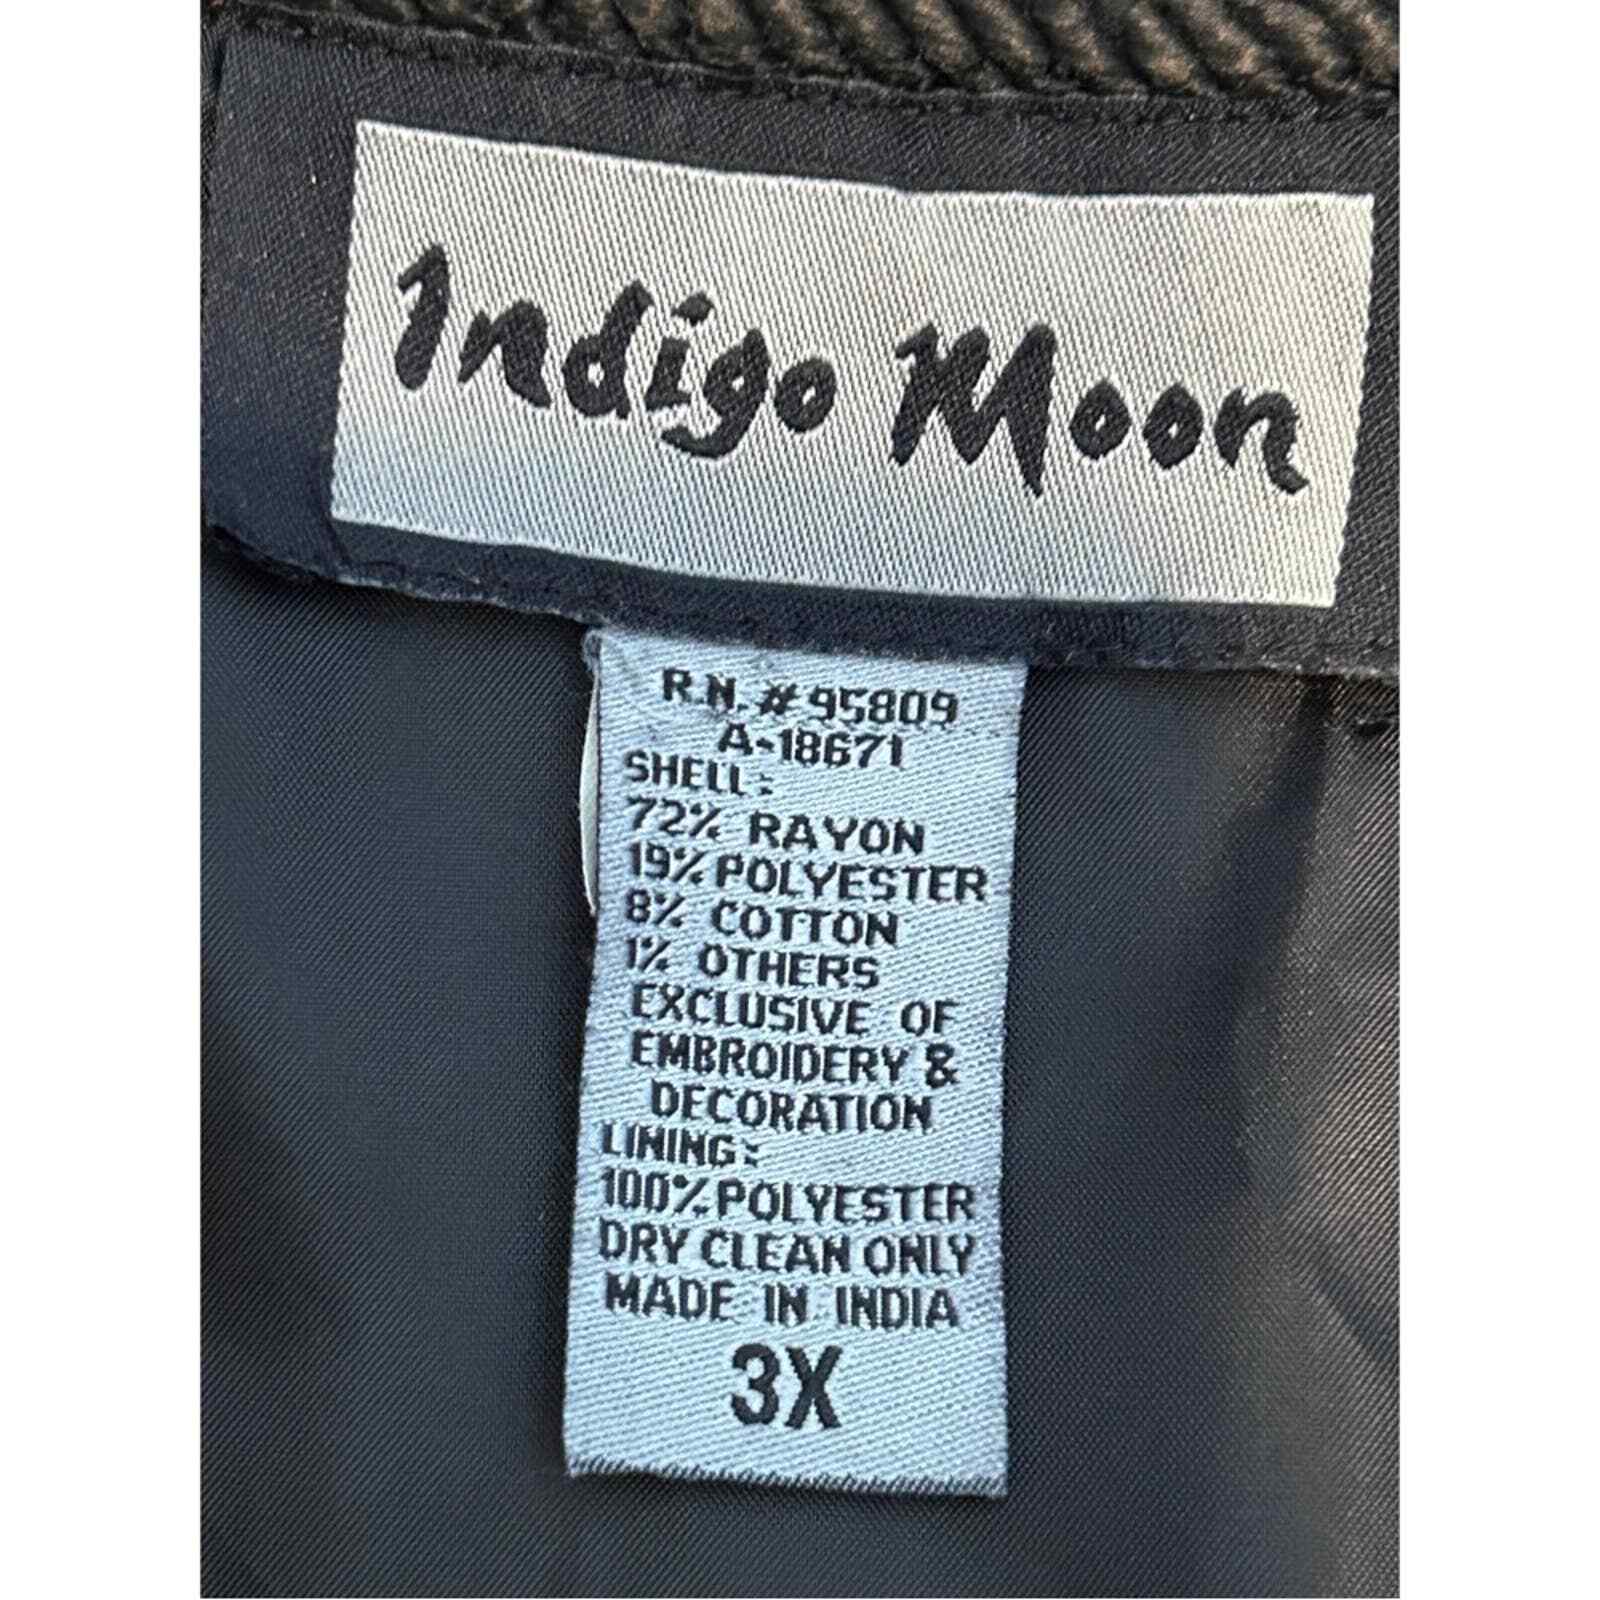 Indigo Moon
R.N. # 95809
A-18671
SHELL:
72% RAYON
19% POLYESTER
8% COTTON
1% OTHERS
EXCLUSIVE OF
EMBROIDERY &
DECORATION
LINING:
100% POLYESTER
DRY CLEAN ONLY
MADE IN INDIA
3X